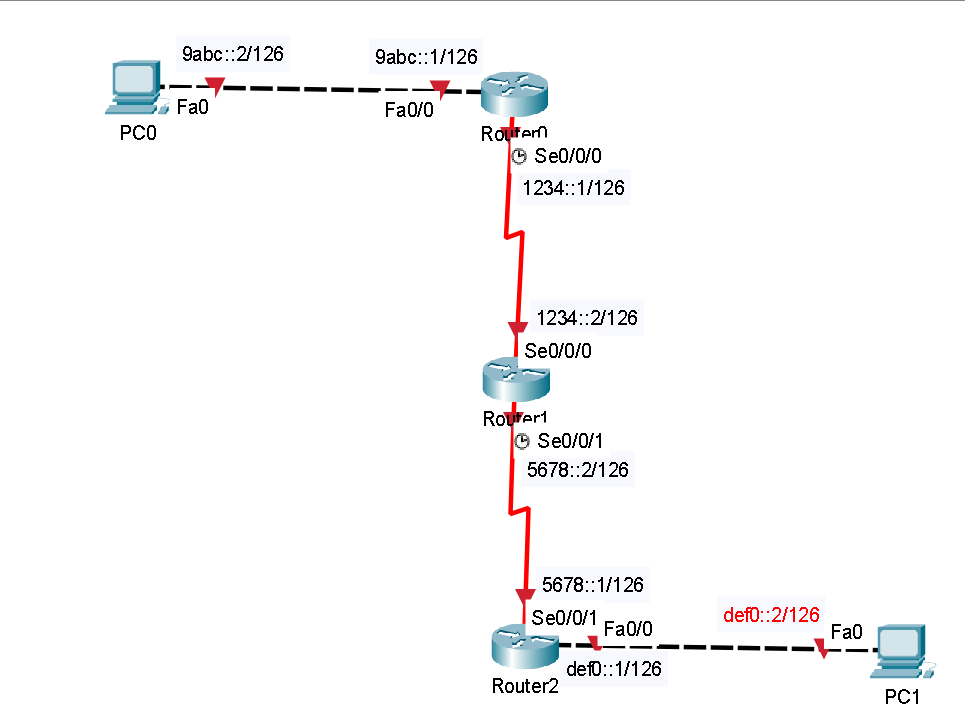 9abc::2/126
9abc::1/126
Fa0
Fa0/0
PC0
Router0
Se0/0/0
1234::1/126
1234::2/126
Se0/0/0
Router1
Se0/0/1
5678::2/126
5678::1/126
Se0/0/1
Fa0/0
def0::2/126
Fa0
def0::1/126
Router2
PC1